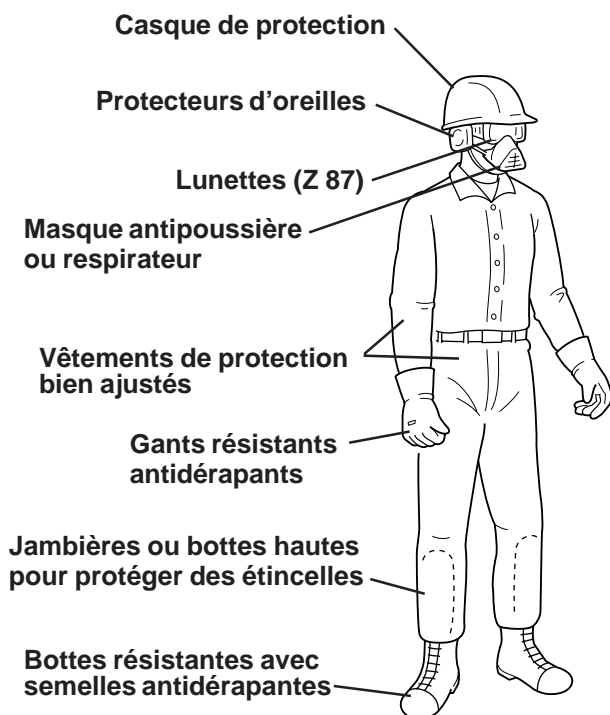 Casque de protection
Protecteurs d’oreilles
Lunettes (Z 87)
Masque antipoussière
ou respirateur
Vêtements de protection
bien ajustés
Gants résistants
antidérapants
Jambières ou bottes hautes
pour protéger des étincelles
Bottes résistantes avec
semelles antidérapantes